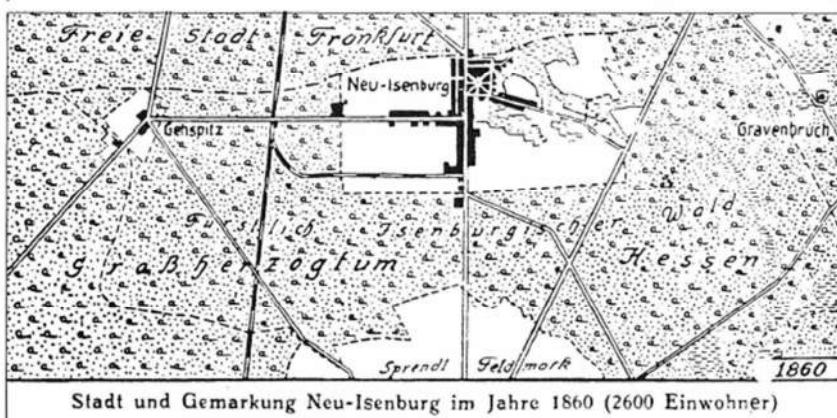 Freie Stadt Frankfurt
Neu-Isenburg
Gehspitz
Gravenbruch
Fürstlich Isenburgischer Wald
Graßherzogtum Hessen
Sprendl Feldmark
1860
Stadt und Gemarkung Neu-Isenburg im Jahre 1860 (2600 Einwohner)